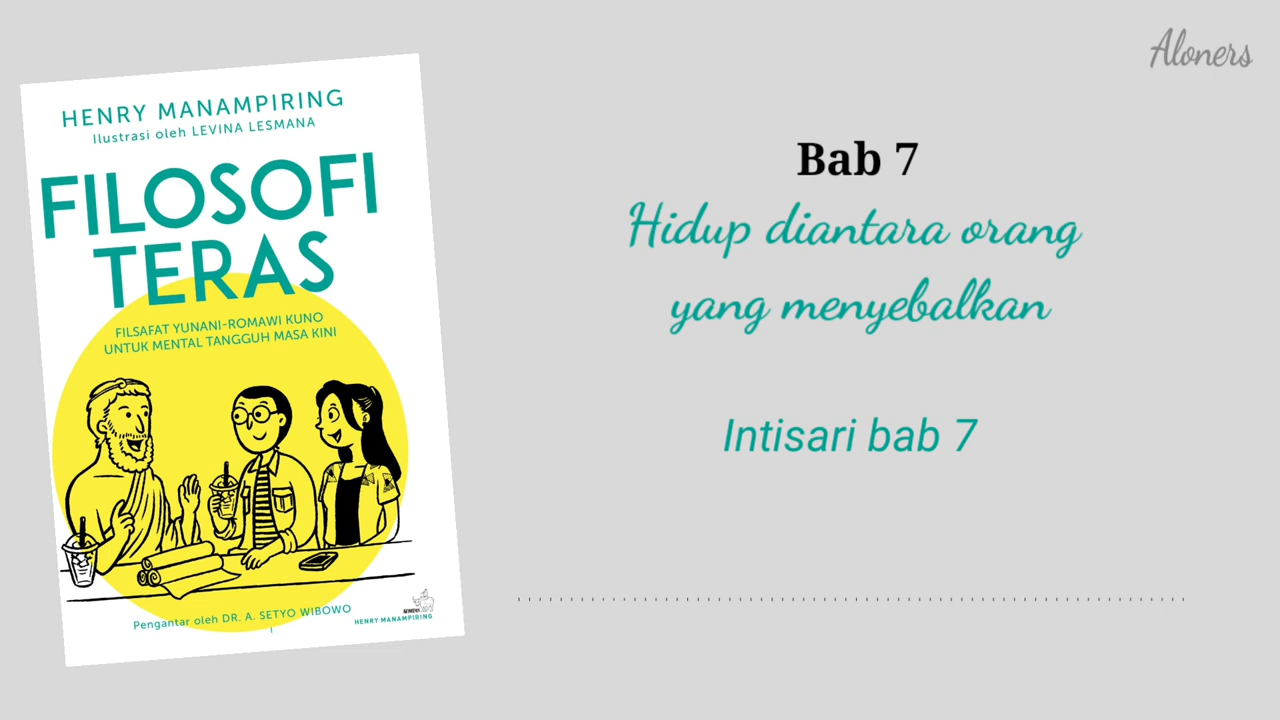 Aloners
HENRY MANAMPIRING
Ilustrasi oleh LEVINA LESMANA
FILOSOFI
TERAS
FILSAFAT YUNANI-ROMAWI KUNO
UNTUK MENTAL TANGGUH MASA KINI
Pengantar oleh DR. A. SETYO WIBOWO
HENRY MANAMPIRING
Bab 7
Hidup diantara orang
yang menyebalkan
Intisari bab 7